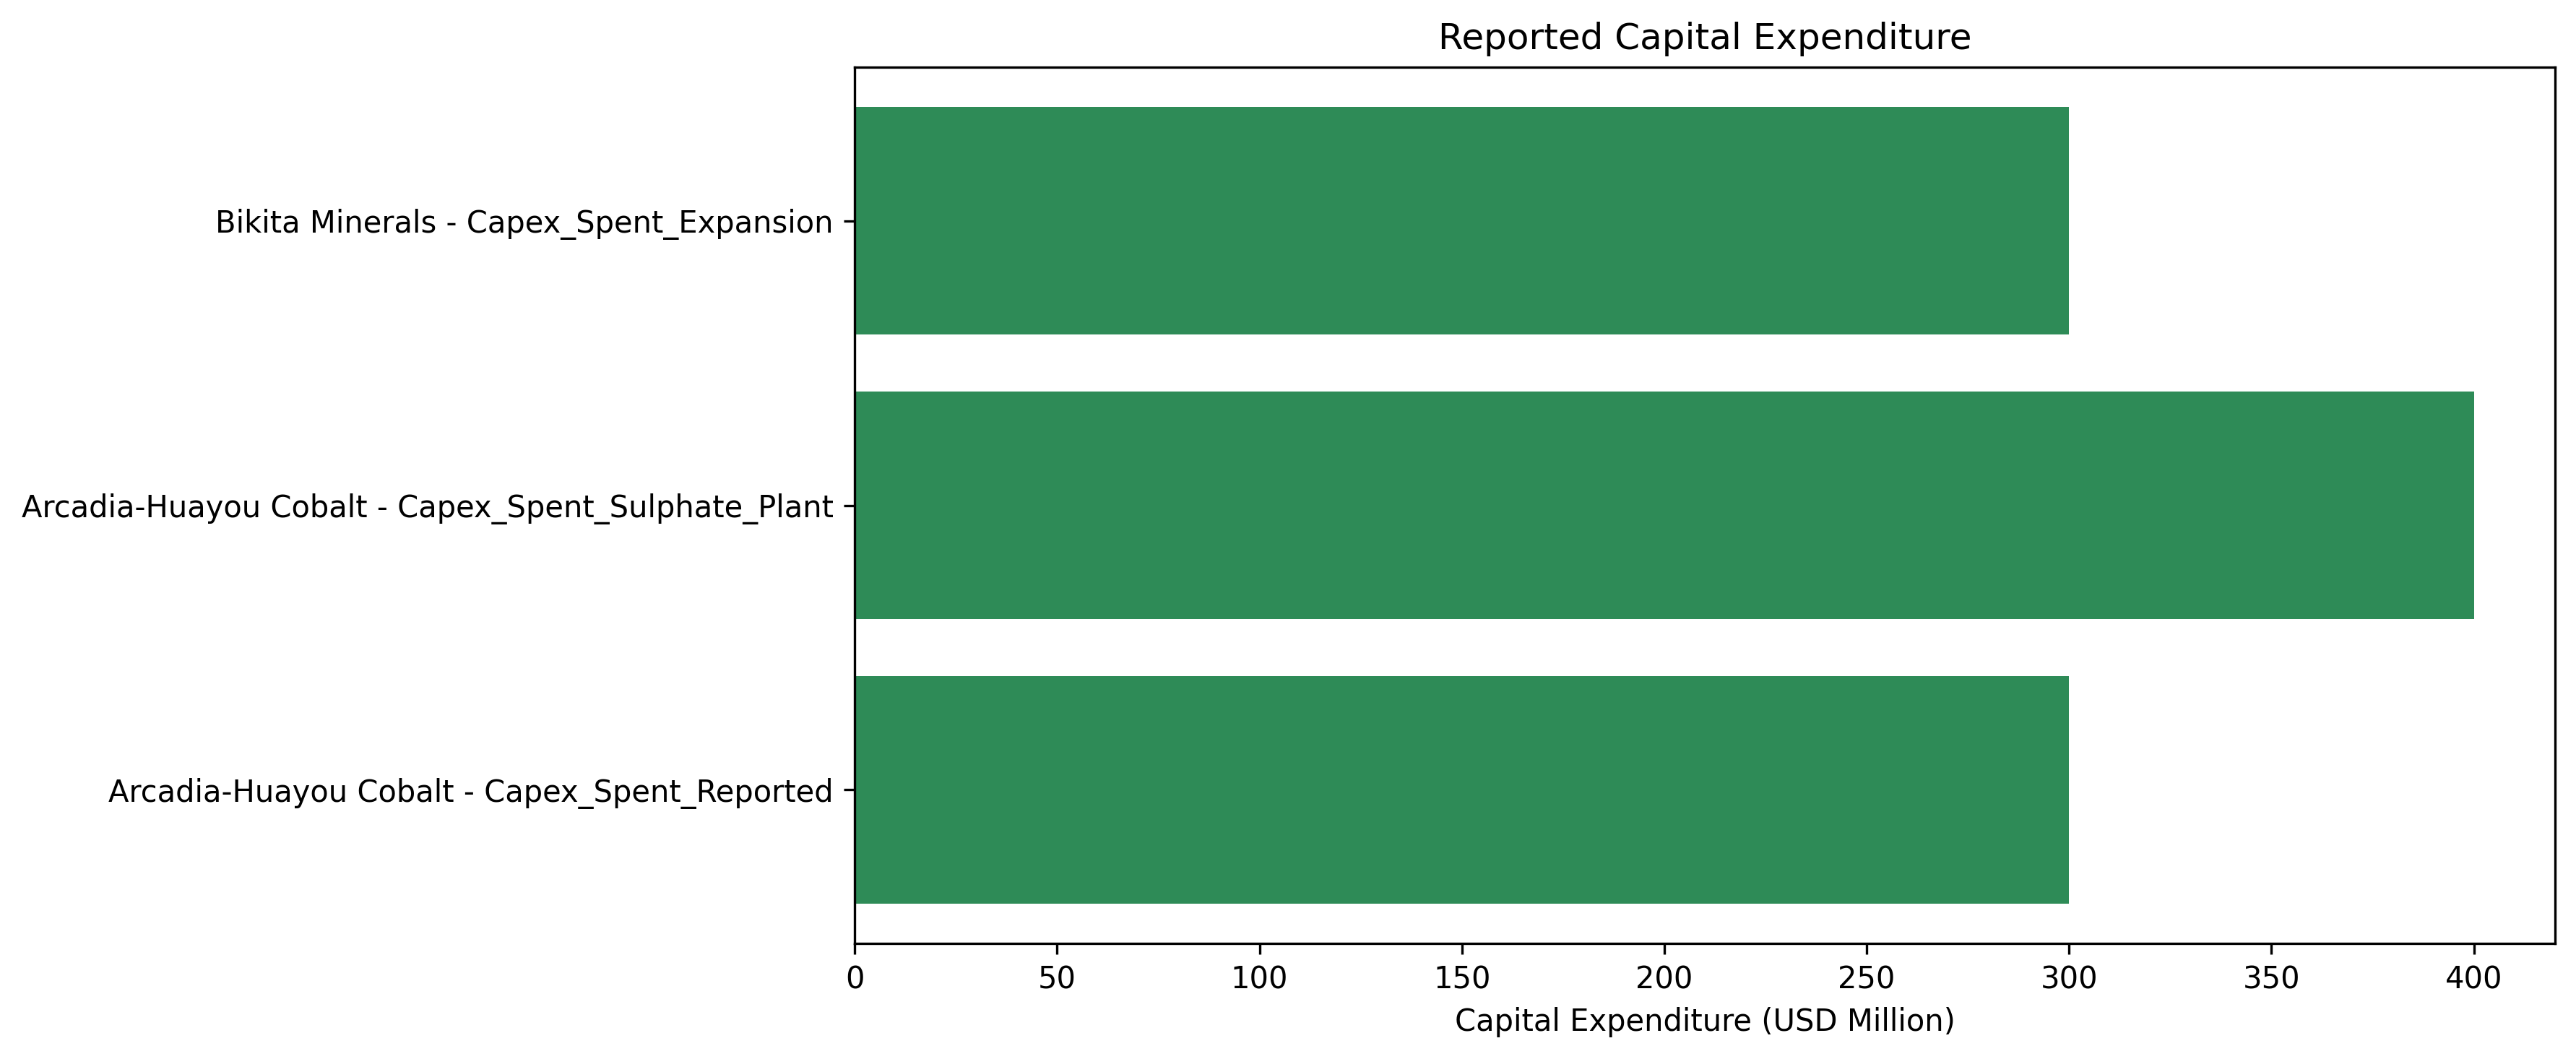 Reported Capital Expenditure
Bikita Minerals - Capex_Spent_Expansion
Arcadia-Huayou Cobalt - Capex_Spent_Sulphate_Plant
Arcadia-Huayou Cobalt - Capex_Spent_Reported
0 50 100 150 200 250 300 350 400
Capital Expenditure (USD Million)